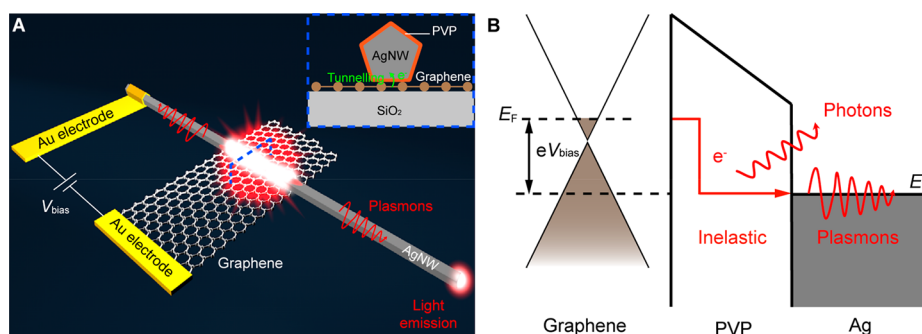 A
Au electrode
V_bias
Au electrode
Graphene
Plasmons
AgNW
Light
emission
PVP
AgNW
Tunnelling
Graphene
SiO₂
B
E_F
eV_bias
e⁻
Photons
E
Inelastic
Plasmons
Graphene
PVP
Ag